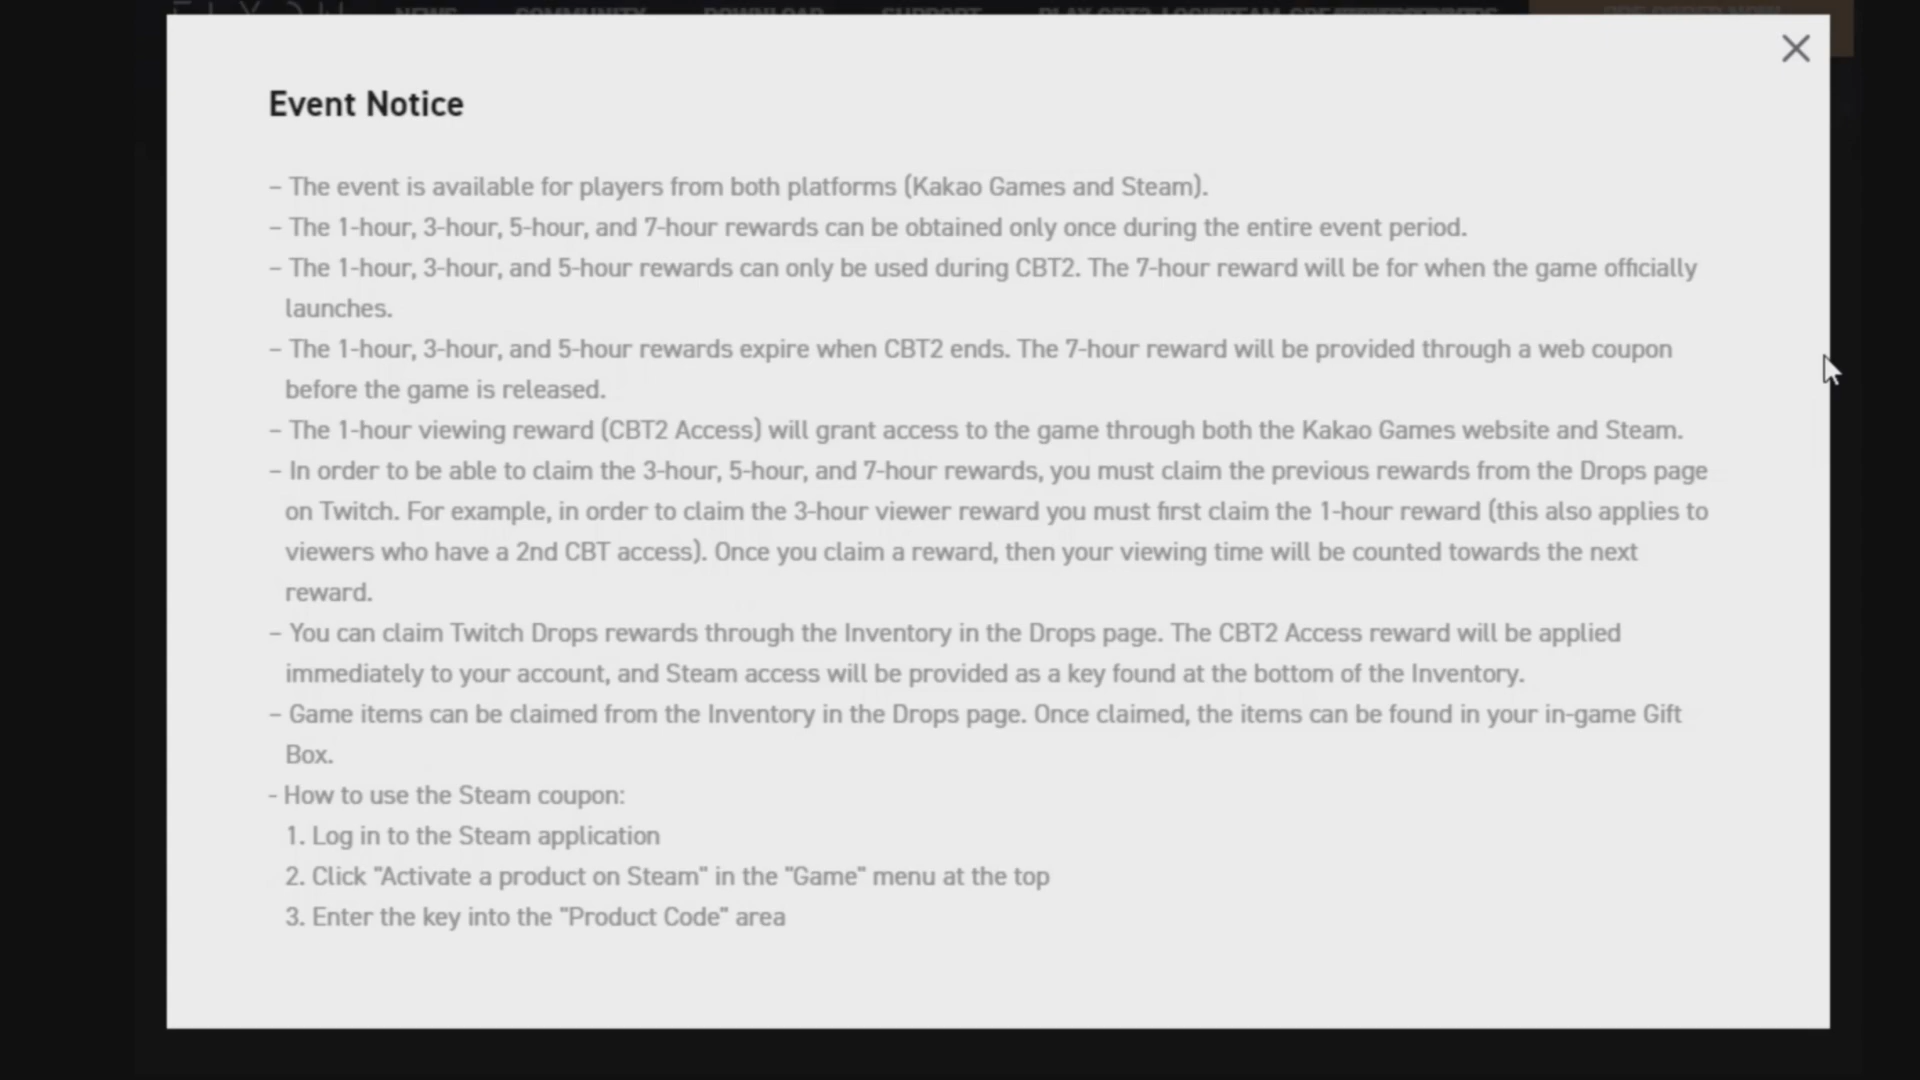 NEWS COMMUNITY DOWNLOAD SUPPORT
Event Notice
– The event is available for players from both platforms (Kakao Games and Steam).
– The 1-hour, 3-hour, 5-hour, and 7-hour rewards can be obtained only once during the entire event period.
– The 1-hour, 3-hour, and 5-hour rewards can only be used during CBT2. The 7-hour reward will be for when the game officially
launches.
– The 1-hour, 3-hour, and 5-hour rewards expire when CBT2 ends. The 7-hour reward will be provided through a web coupon
before the game is released.
– The 1-hour viewing reward (CBT2 Access) will grant access to the game through both the Kakao Games website and Steam.
– In order to be able to claim the 3-hour, 5-hour, and 7-hour rewards, you must claim the previous rewards from the Drops page
on Twitch. For example, in order to claim the 3-hour viewer reward you must first claim the 1-hour reward (this also applies to
viewers who have a 2nd CBT access). Once you claim a reward, then your viewing time will be counted towards the next
reward.
– You can claim Twitch Drops rewards through the Inventory in the Drops page. The CBT2 Access reward will be applied
immediately to your account, and Steam access will be provided as a key found at the bottom of the Inventory.
– Game items can be claimed from the Inventory in the Drops page. Once claimed, the items can be found in your in-game Gift
Box.
- How to use the Steam coupon:
1. Log in to the Steam application
2. Click "Activate a product on Steam" in the "Game" menu at the top
3. Enter the key into the "Product Code" area